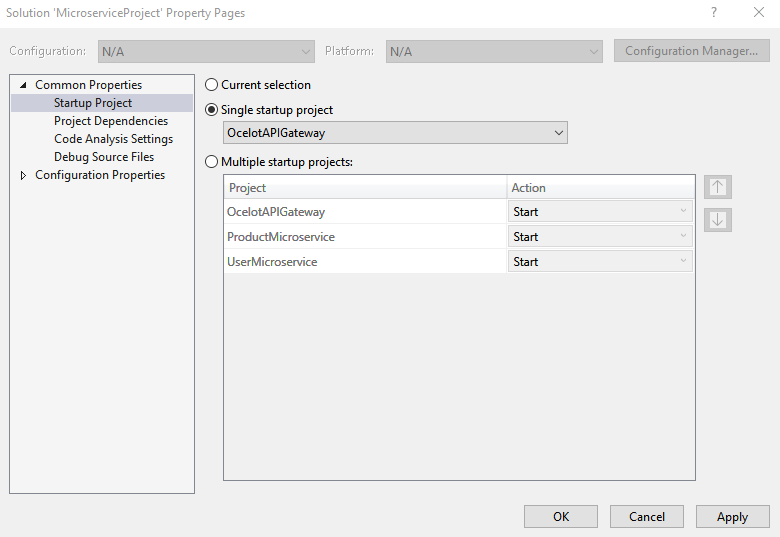 Solution 'MicroserviceProject' Property Pages ?
Configuration: N/A Platform: N/A Configuration Manager...
Common Properties
Startup Project
Project Dependencies
Code Analysis Settings
Debug Source Files
Configuration Properties
Current selection
Single startup project
OcelotAPIGateway
Multiple startup projects:
Project Action
OcelotAPIGateway Start
ProductMicroservice Start
UserMicroservice Start
OK Cancel Apply